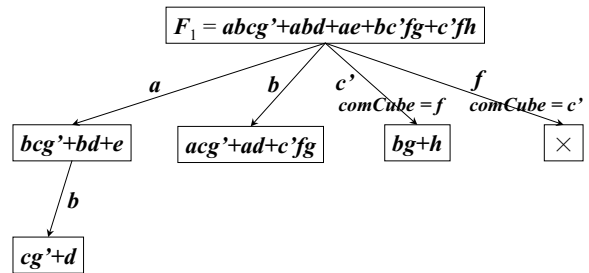 F₁ = abcg'+abd+ae+bc'fg+c'fh
a
b
c'
f
comCube = f
comCube = c'
bcg'+bd+e
acg'+ad+c'fg
bg+h
×
b
cg'+d